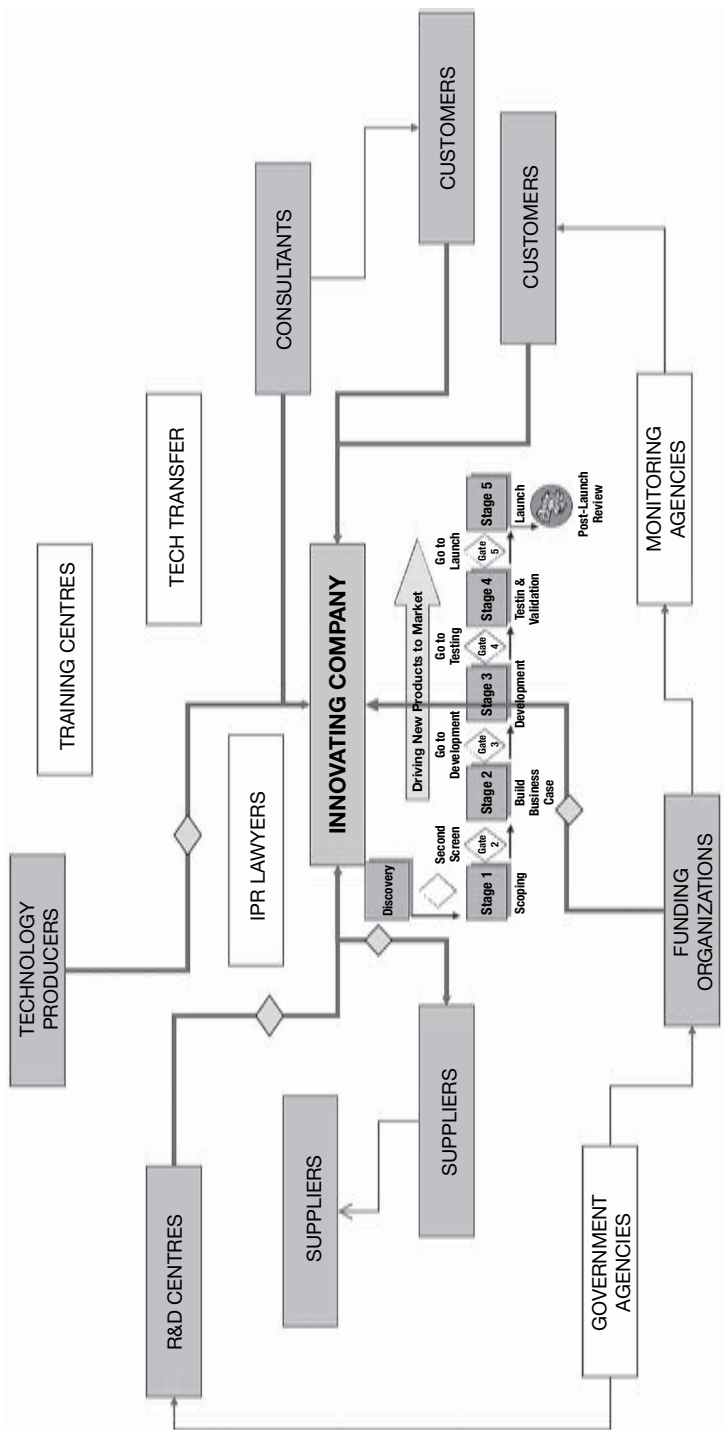 TRAINING CENTRES
TECHNOLOGY
PRODUCERS
TECH TRANSFER
R&D CENTRES
IPR LAWYERS
CONSULTANTS
SUPPLIERS
INNOVATING COMPANY
SUPPLIERS
CUSTOMERS
CUSTOMERS
Discovery
Driving New Products to Market
Second
Screen
Go to
Development
Go to
Testing
Go to
Launch
Stage 1
Gate
2
Stage 2
Gate
3
Stage 3
Gate
4
Stage 4
Gate
5
Stage 5
Scoping
Build
Business
Case
Development
Testin &
Validation
Launch
Post-Launch
Review
GOVERNMENT
AGENCIES
FUNDING
ORGANIZATIONS
MONITORING
AGENCIES